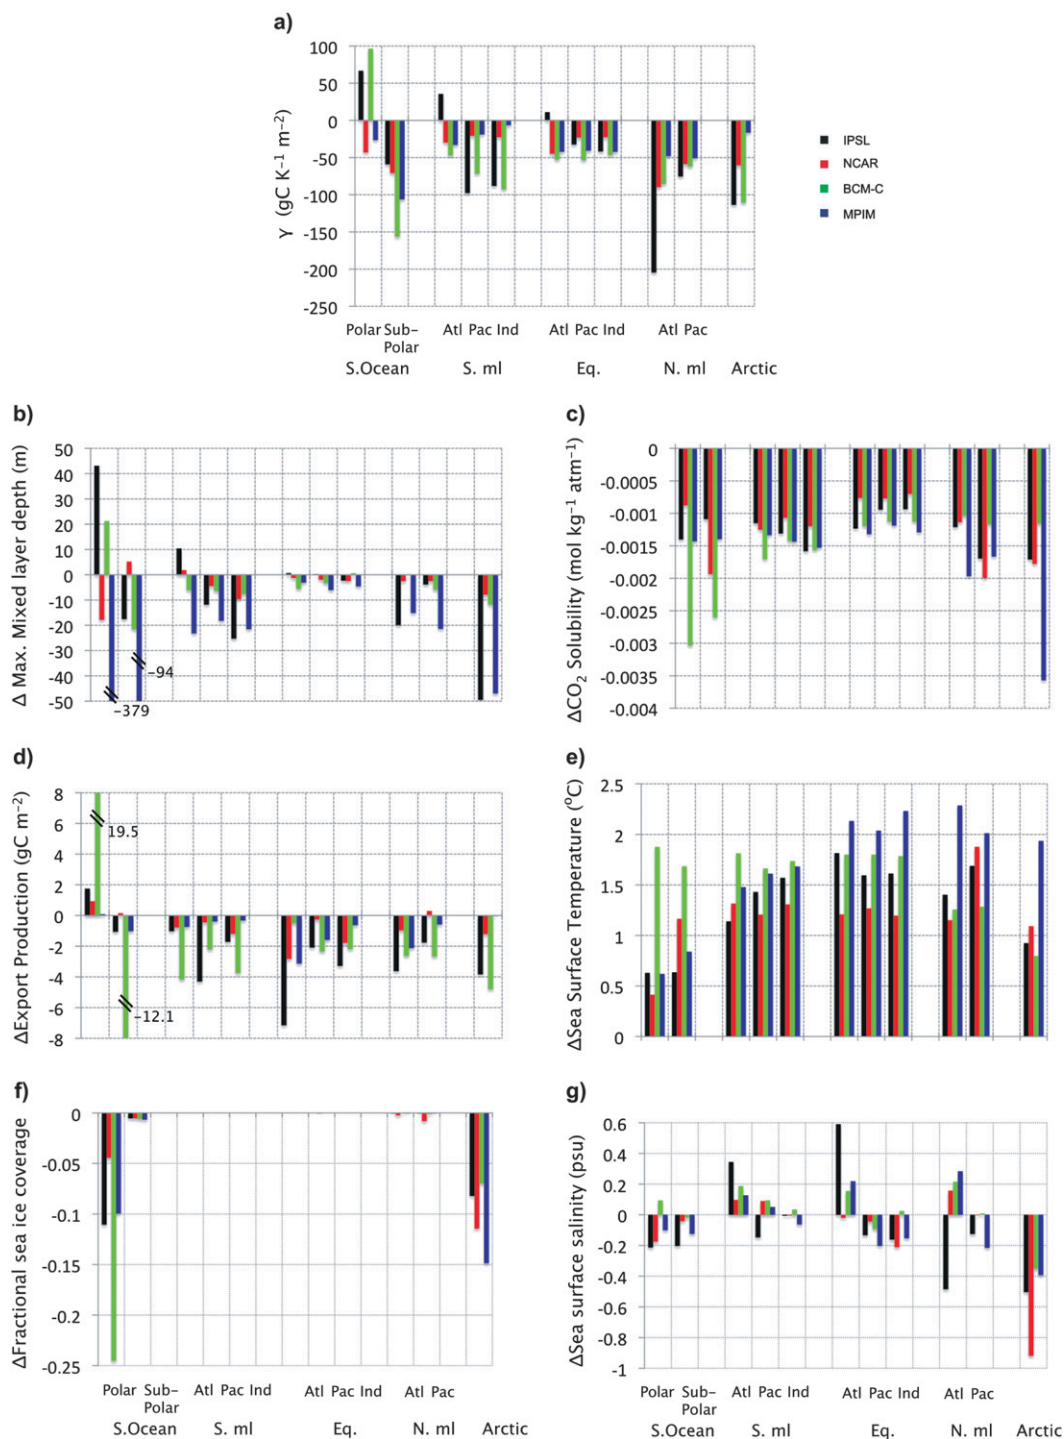 a)
γ (gC K⁻¹ m⁻²)
100
50
0
-50
-100
-150
-200
-250
IPSL
NCAR
BCM-C
MPIM
Polar Sub-Polar Atl Pac Ind Atl Pac Ind Atl Pac
S.Ocean S. ml Eq. N. ml Arctic
b)
Δ Max. Mixed layer depth (m)
50
40
30
20
10
0
-10
-20
-30
-40
-50
-94
-379
c)
ΔCO₂ Solubility (mol kg⁻¹ atm⁻¹)
0
-0.0005
-0.001
-0.0015
-0.002
-0.0025
-0.003
-0.0035
-0.004
d)
ΔExport Production (gC m⁻²)
8
6
4
2
0
-2
-4
-6
-8
19.5
-12.1
e)
ΔSea Surface Temperature (⁰C)
2.5
2
1.5
1
0.5
0
f)
ΔFractional sea ice coverage
0
-0.05
-0.1
-0.15
-0.2
-0.25
Polar Sub-Polar Atl Pac Ind Atl Pac Ind Atl Pac
S.Ocean S. ml Eq. N. ml Arctic
g)
ΔSea surface salinity (psu)
0.6
0.4
0.2
0
-0.2
-0.4
-0.6
-0.8
-1
Polar Sub-Polar Atl Pac Ind Atl Pac Ind Atl Pac
S.Ocean S. ml Eq. N. ml Arctic